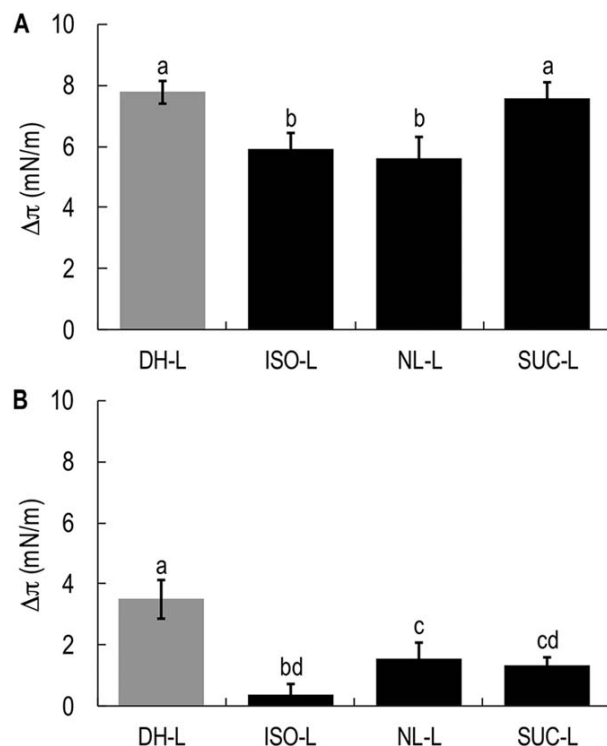 A
10
8
6
4
2
0
Δπ (mN/m)
a
b
b
a
DH-L
ISO-L
NL-L
SUC-L
B
10
8
6
4
2
0
Δπ (mN/m)
a
bd
c
cd
DH-L
ISO-L
NL-L
SUC-L